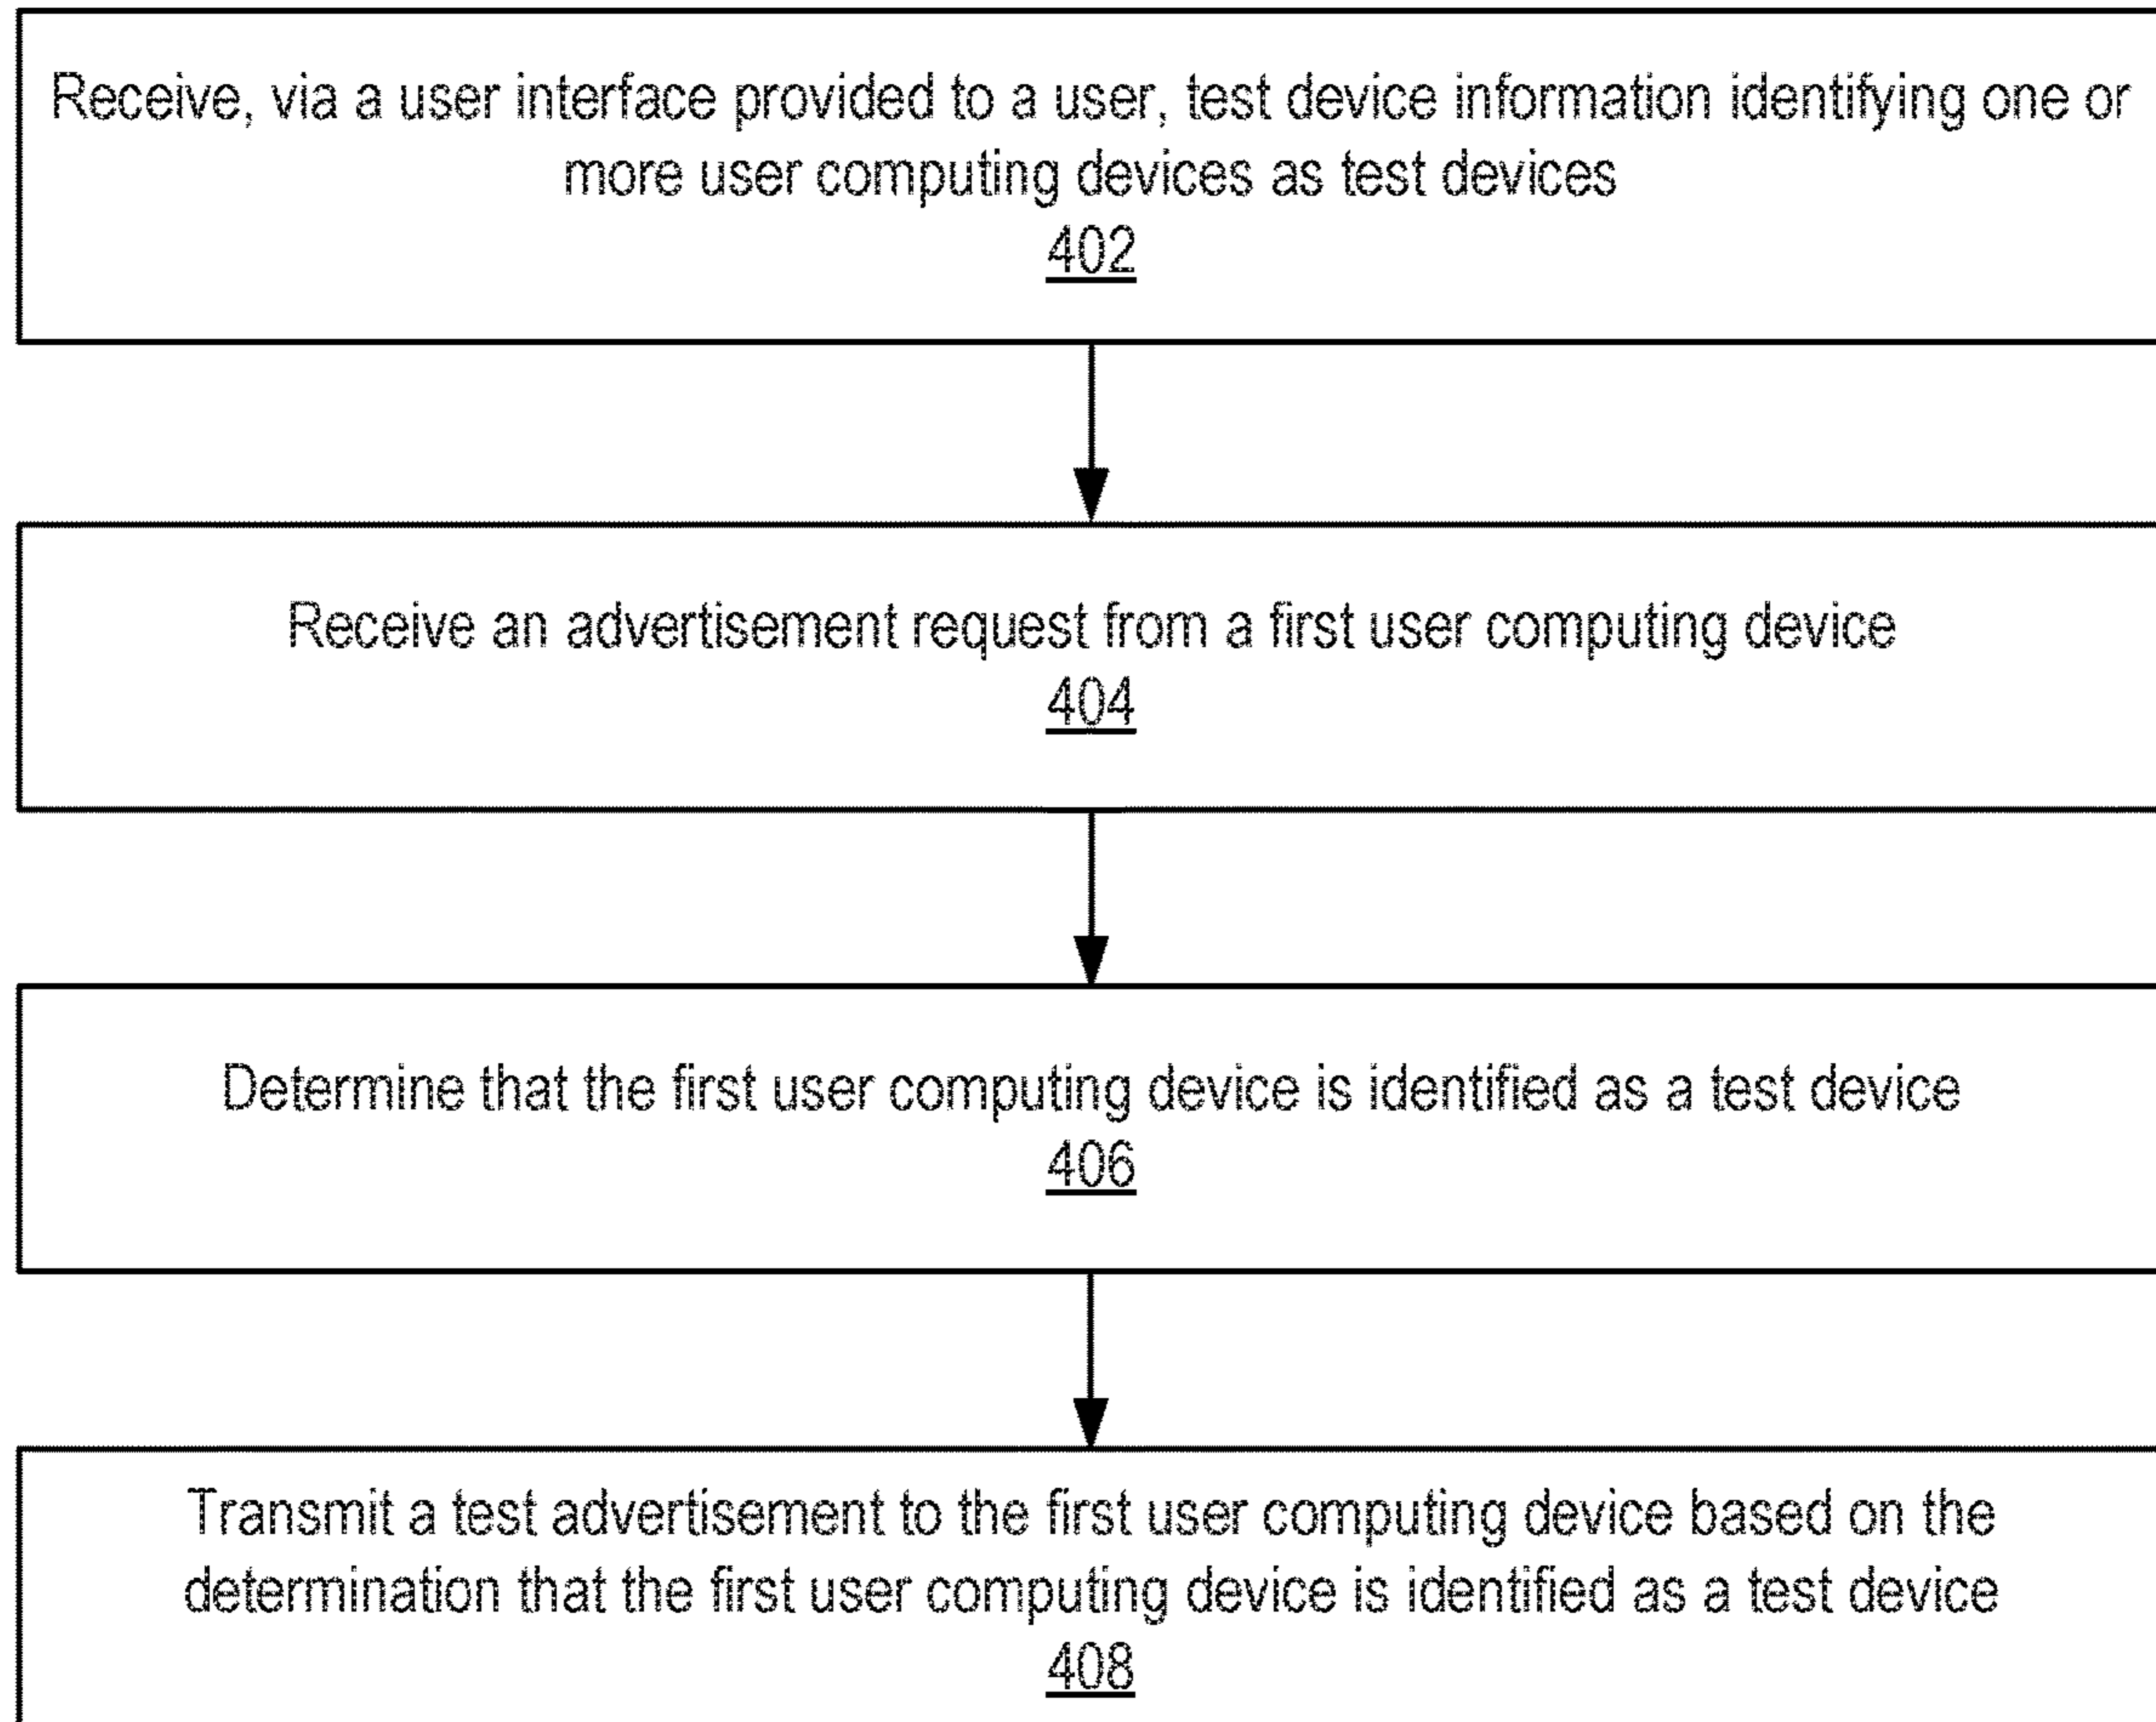 Receive, via a user interface provided to a user, test device information identifying one or
more user computing devices as test devices
402
Receive an advertisement request from a first user computing device
404
Determine that the first user computing device is identified as a test device
406
Transmit a test advertisement to the first user computing device based on the
determination that the first user computing device is identified as a test device
408